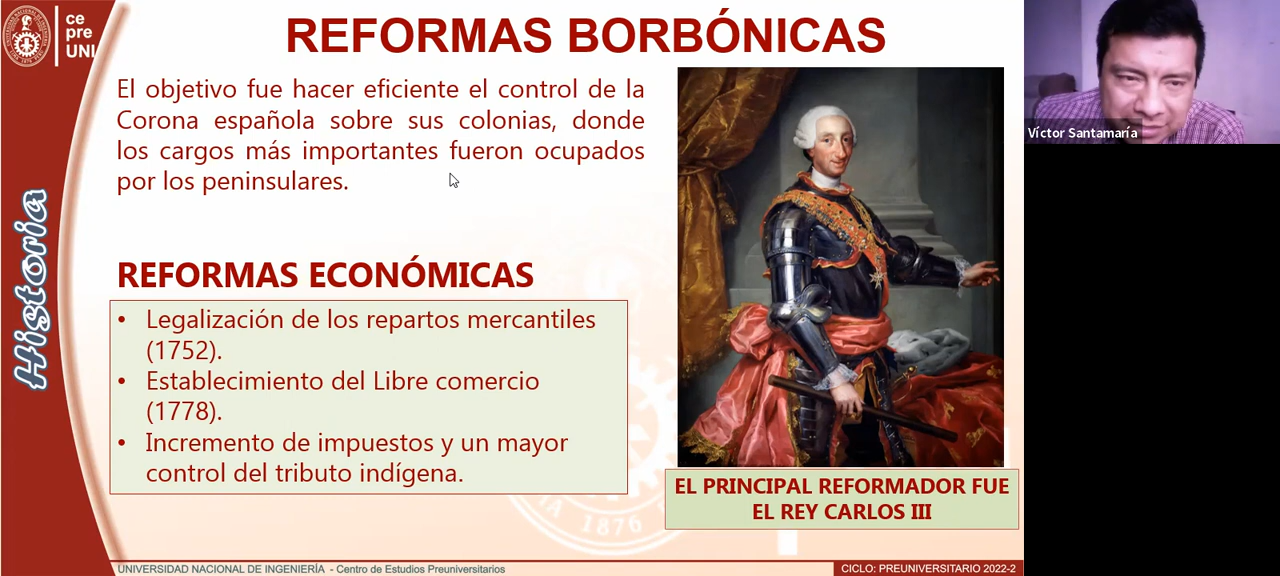 ce
pre
UNI
REFORMAS BORBÓNICAS
El objetivo fue hacer eficiente el control de la
Corona española sobre sus colonias, donde
los cargos más importantes fueron ocupados
por los peninsulares.
Historia
REFORMAS ECONÓMICAS
• Legalización de los repartos mercantiles
(1752).
• Establecimiento del Libre comercio
(1778).
• Incremento de impuestos y un mayor
control del tributo indígena.
EL PRINCIPAL REFORMADOR FUE
EL REY CARLOS III
1876
UNIVERSIDAD NACIONAL DE INGENIERÍA - Centro de Estudios Preuniversitarios
CICLO: PREUNIVERSITARIO 2022-2
Víctor Santamaría